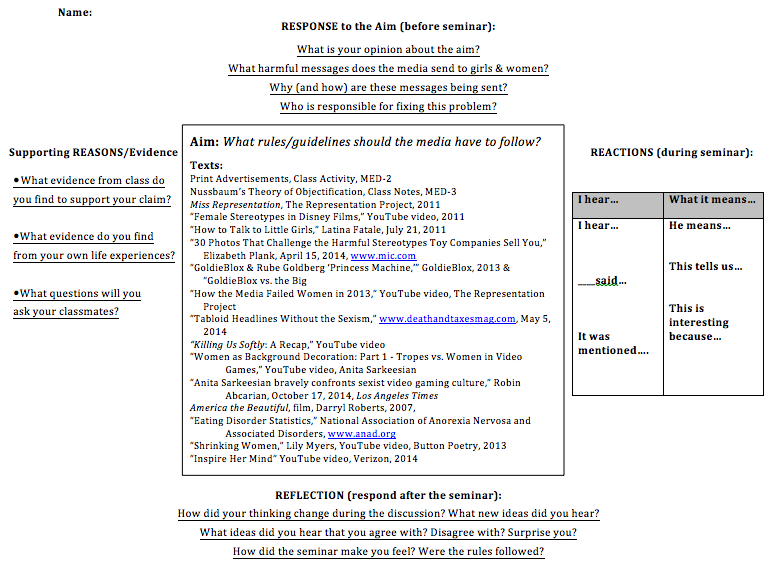 Name:
RESPONSE to the Aim (before seminar):
What is your opinion about the aim?
What harmful messages does the media send to girls & women?
Why (and how) are these messages being sent?
Who is responsible for fixing this problem?
Supporting REASONS/Evidence
•What evidence from class do
you find to support your claim?
•What evidence do you find
from your own life experiences?
•What questions will you
ask your classmates?
Aim: What rules/guidelines should the media have to follow?
Texts:
Print Advertisements, Class Activity, MED-2
Nussbaum's Theory of Objectification, Class Notes, MED-3
Miss Representation, The Representation Project, 2011
"Female Stereotypes in Disney Films," YouTube video, 2011
"How to Talk to Little Girls," Latina Fatale, July 21, 2011
"30 Photos That Challenge the Harmful Stereotypes Toy Companies Sell You,"
Elizabeth Plank, April 15, 2014, www.mic.com
"GoldieBlox & Rube Goldberg 'Princess Machine,'" GoldieBlox, 2013 &
"GoldieBlox vs. the Big
"How the Media Failed Women in 2013," YouTube video, The Representation
Project
"Tabloid Headlines Without the Sexism," www.deathandtaxesmag.com, May 5,
2014
"Killing Us Softly: A Recap," YouTube video
"Women as Background Decoration: Part 1 - Tropes vs. Women in Video
Games," YouTube video, Anita Sarkeesian
"Anita Sarkeesian bravely confronts sexist video gaming culture," Robin
Abcarian, October 17, 2014, Los Angeles Times
America the Beautiful, film, Darryl Roberts, 2007,
"Eating Disorder Statistics," National Association of Anorexia Nervosa and
Associated Disorders, www.anad.org
"Shrinking Women," Lily Myers, YouTube video, Button Poetry, 2013
"Inspire Her Mind" YouTube video, Verizon, 2014
REACTIONS (during seminar):
I hear… What it means…
I hear… He means…
This tells us…
___said…
This is
interesting
because…
It was
mentioned….
REFLECTION (respond after the seminar):
How did your thinking change during the discussion? What new ideas did you hear?
What ideas did you hear that you agree with? Disagree with? Surprise you?
How did the seminar make you feel? Were the rules followed?